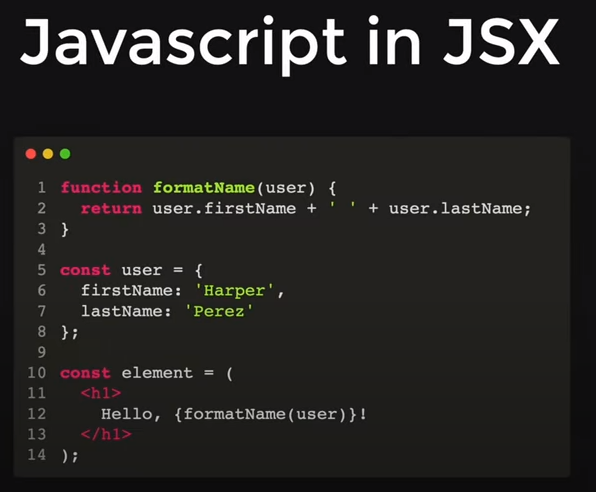 Javascript in JSX
1 function formatName(user) {
2   return user.firstName + ' ' + user.lastName;
3 }
4
5 const user = {
6   firstName: 'Harper',
7   lastName: 'Perez'
8 };
9
10 const element = (
11   <h1>
12     Hello, {formatName(user)}!
13   </h1>
14 );